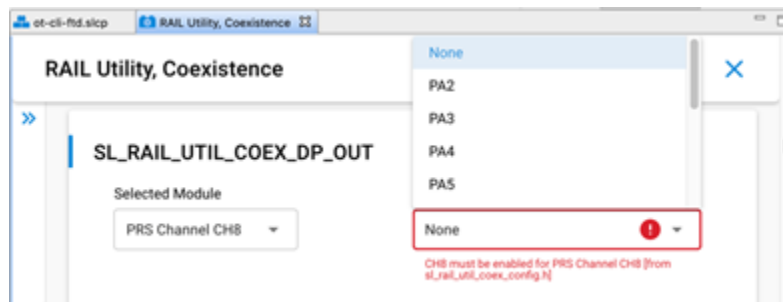 ot-cli-ftd.slcp
RAIL Utility, Coexistence
RAIL Utility, Coexistence
None
PA2
PA3
PA4
PA5
SL_RAIL_UTIL_COEX_DP_OUT
Selected Module
PRS Channel CH8
None
CH8 must be enabled for PRS Channel CH8 [from
sl_rail_util_coex_config.h]